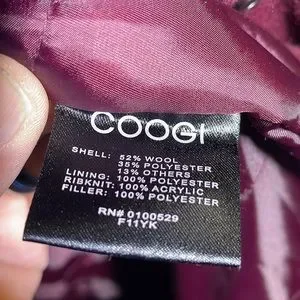 COOGI
SHELL: 52% WOOL
35% POLYESTER
13% OTHERS
LINING: 100% POLYESTER
RIBKNIT: 100% ACRYLIC
FILLER: 100% POLYESTER
RN# 0100529
F11YK